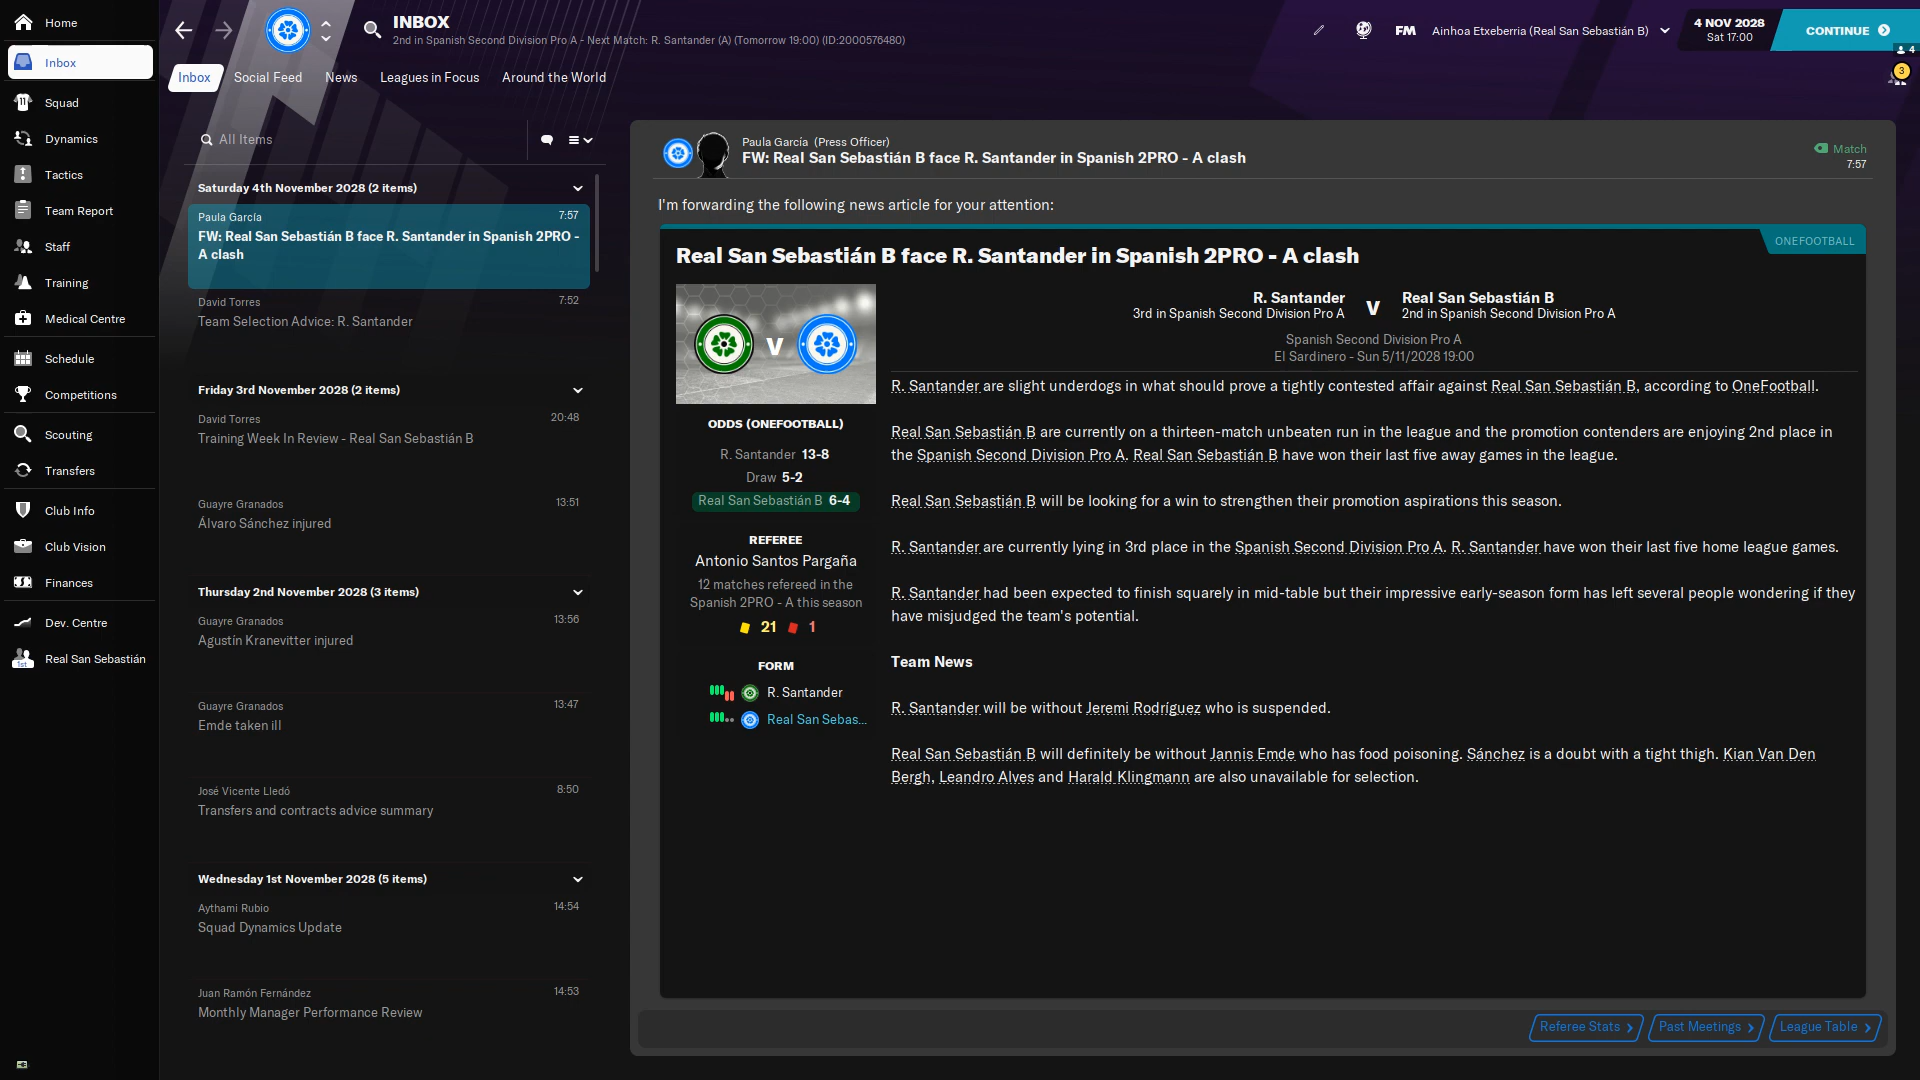 Home
Inbox
Squad
Dynamics
Tactics
Team Report
Staff
Training
Medical Centre
Schedule
Competitions
Scouting
Transfers
Club Info
Club Vision
Finances
Dev. Centre
1st
Real San Sebastián
INBOX
2nd in Spanish Second Division Pro A - Next Match: R. Santander (A) (Tomorrow 19:00) (ID:2000576480)
FM
Ainhoa Etxeberria (Real San Sebastián B)
4 NOV 2028
Sat 17:00
CONTINUE
4
3
Inbox
Social Feed
News
Leagues in Focus
Around the World
All Items
Saturday 4th November 2028 (2 items)
Paula García 7:57
FW: Real San Sebastián B face R. Santander in Spanish 2PRO -
A clash
David Torres 7:52
Team Selection Advice: R. Santander
Friday 3rd November 2028 (2 items)
David Torres 20:48
Training Week In Review - Real San Sebastián B
Guayre Granados 13:51
Álvaro Sánchez injured
Thursday 2nd November 2028 (3 items)
Guayre Granados 13:56
Agustín Kranevitter injured
Guayre Granados 13:47
Emde taken ill
José Vicente Lledó 8:50
Transfers and contracts advice summary
Wednesday 1st November 2028 (5 items)
Aythami Rubio 14:54
Squad Dynamics Update
Juan Ramón Fernández 14:53
Monthly Manager Performance Review
Paula García (Press Officer)
FW: Real San Sebastián B face R. Santander in Spanish 2PRO - A clash
Match
7:57
I'm forwarding the following news article for your attention:
ONEFOOTBALL
Real San Sebastián B face R. Santander in Spanish 2PRO - A clash
V
ODDS (ONEFOOTBALL)
R. Santander 13-8
Draw 5-2
Real San Sebastián B 6-4
REFEREE
Antonio Santos Pargaña
12 matches refereed in the
Spanish 2PRO - A this season
21 1
FORM
R. Santander
Real San Sebas...
R. Santander V Real San Sebastián B
3rd in Spanish Second Division Pro A 2nd in Spanish Second Division Pro A
Spanish Second Division Pro A
El Sardinero - Sun 5/11/2028 19:00
R. Santander are slight underdogs in what should prove a tightly contested affair against Real San Sebastián B, according to OneFootball.
Real San Sebastián B are currently on a thirteen-match unbeaten run in the league and the promotion contenders are enjoying 2nd place in
the Spanish Second Division Pro A. Real San Sebastián B have won their last five away games in the league.
Real San Sebastián B will be looking for a win to strengthen their promotion aspirations this season.
R. Santander are currently lying in 3rd place in the Spanish Second Division Pro A. R. Santander have won their last five home league games.
R. Santander had been expected to finish squarely in mid-table but their impressive early-season form has left several people wondering if they
have misjudged the team's potential.
Team News
R. Santander will be without Jeremi Rodríguez who is suspended.
Real San Sebastián B will definitely be without Jannis Emde who has food poisoning. Sánchez is a doubt with a tight thigh. Kian Van Den
Bergh, Leandro Alves and Harald Klingmann are also unavailable for selection.
Referee Stats
Past Meetings
League Table